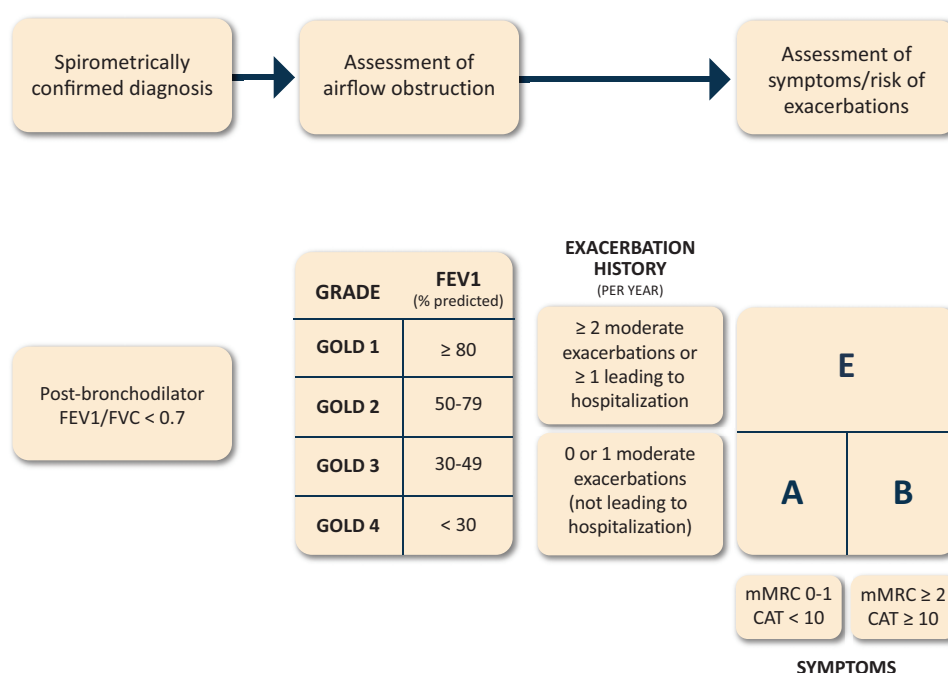 Spirometrically
confirmed diagnosis
Assessment of
airflow obstruction
Assessment of
symptoms/risk of
exacerbations
Post-bronchodilator
FEV1/FVC < 0.7
GRADE
FEV1
(% predicted)
GOLD 1
≥ 80
GOLD 2
50-79
GOLD 3
30-49
GOLD 4
< 30
EXACERBATION
HISTORY
(PER YEAR)
≥ 2 moderate
exacerbations or
≥ 1 leading to
hospitalization
0 or 1 moderate
exacerbations
(not leading to
hospitalization)
E
A
B
mMRC 0-1
CAT < 10
mMRC ≥ 2
CAT ≥ 10
SYMPTOMS